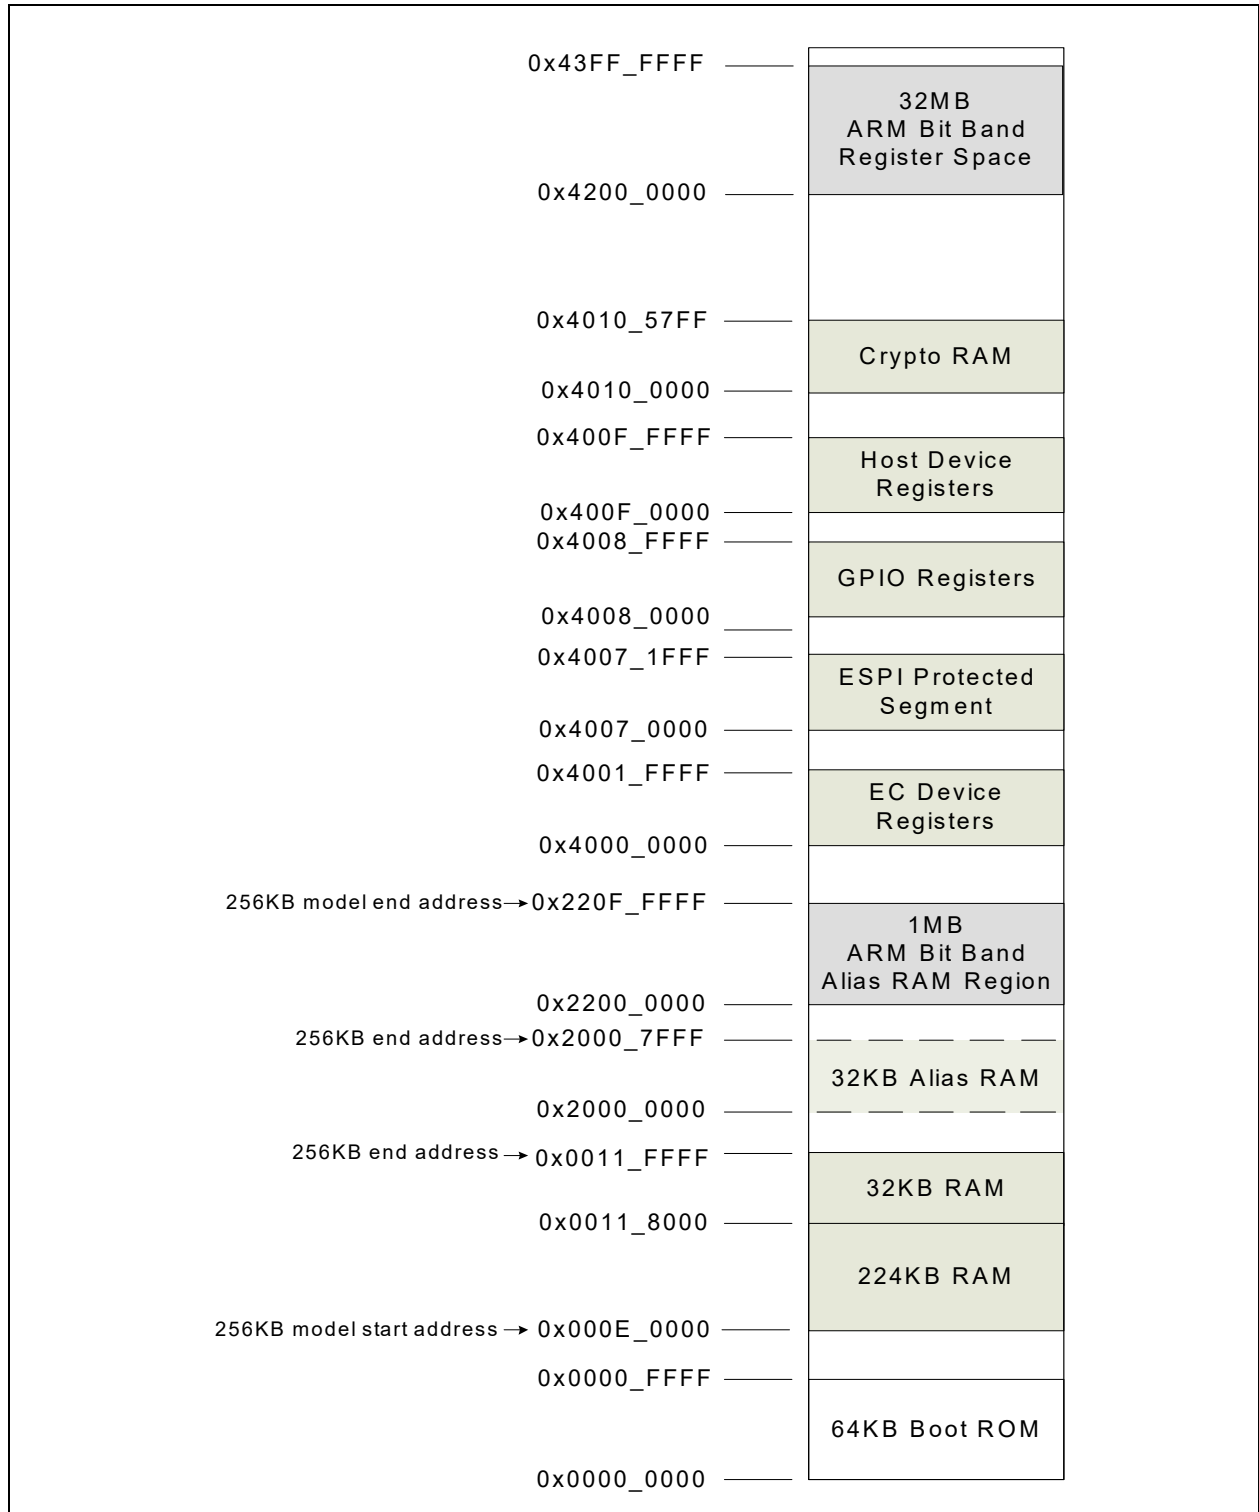 0x43FF_FFFF
32MB
ARM Bit Band
Register Space
0x4200_0000
0x4010_57FF
Crypto RAM
0x4010_0000
0x400F_FFFF
Host Device
Registers
0x400F_0000
0x4008_FFFF
GPIO Registers
0x4008_0000
0x4007_1FFF
ESPI Protected
Segment
0x4007_0000
0x4001_FFFF
EC Device
Registers
0x4000_0000
256KB model end address 0x220F_FFFF
1MB
ARM Bit Band
Alias RAM Region
0x2200_0000
256KB end address 0x2000_7FFF
32KB Alias RAM
0x2000_0000
256KB end address 0x0011_FFFF
32KB RAM
0x0011_8000
224KB RAM
256KB model start address 0x000E_0000
0x0000_FFFF
64KB Boot ROM
0x0000_0000